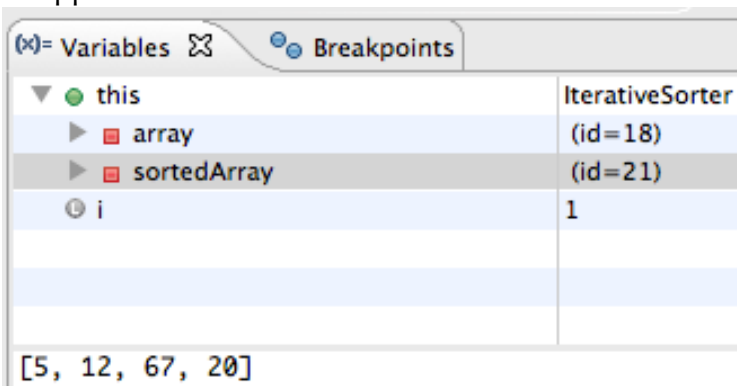 (x)= Variables Breakpoints
this IterativeSorter
array (id=18)
sortedArray (id=21)
i 1
[5, 12, 67, 20]